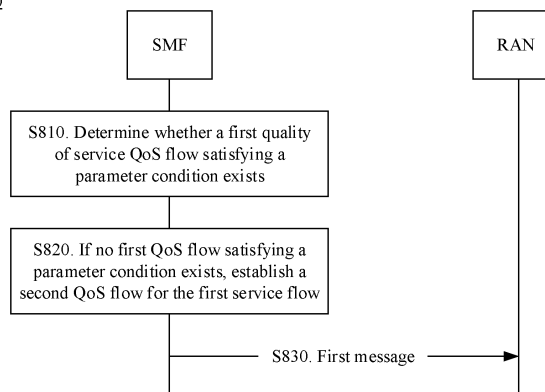 SMF
RAN
S810. Determine whether a first quality
of service QoS flow satisfying a
parameter condition exists
S820. If no first QoS flow satisfying a
parameter condition exists, establish a
second QoS flow for the first service flow
S830. First message